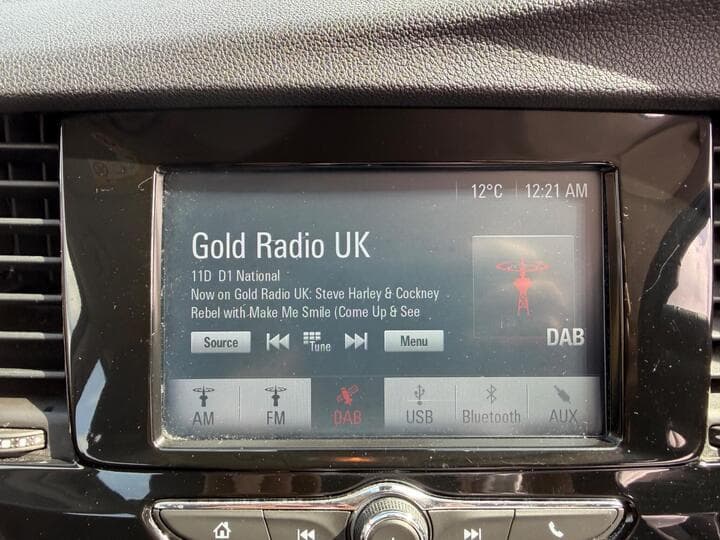 12°C 12:21 AM
Gold Radio UK
11D D1 National
Now on Gold Radio UK: Steve Harley & Cockney
Rebel with Make Me Smile (Come Up & See
DAB
Source Tune Menu
AM FM DAB USB Bluetooth AUX